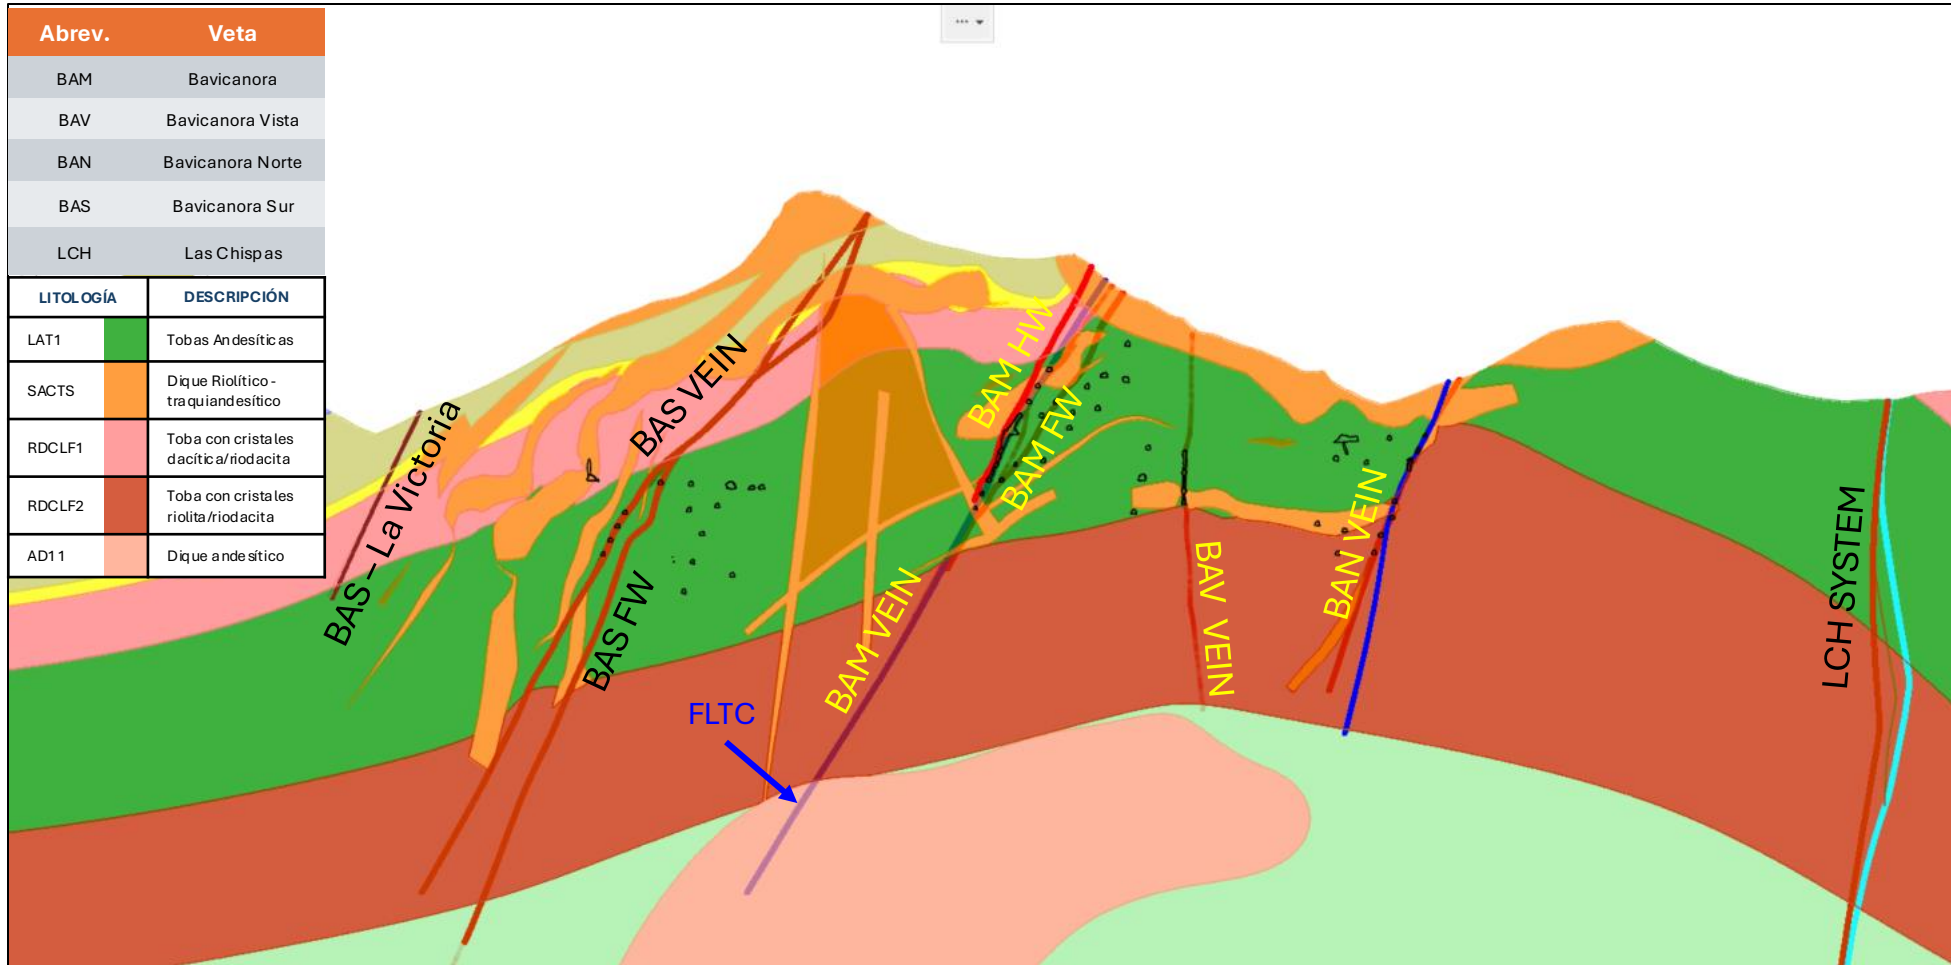 Abrev. Veta
BAM Bavicanora
BAV Bavicanora Vista
BAN Bavicanora Norte
BAS Bavicanora Sur
LCH Las Chispas
LITOLOGÍA DESCRIPCIÓN
LAT1 Tobas Andesíticas
SACTS Dique Riolítico -
traquiandesítico
RDCLF1 Toba con cristales
dacítica/riodacita
RDCLF2 Toba con cristales
riolita/riodacita
AD11 Dique andesítico
BAS – La Victoria
BAS VEIN
BAS FW
FLTC
BAM VEIN
BAM HW
BAM FW
BAV VEIN
BAN VEIN
LCH SYSTEM